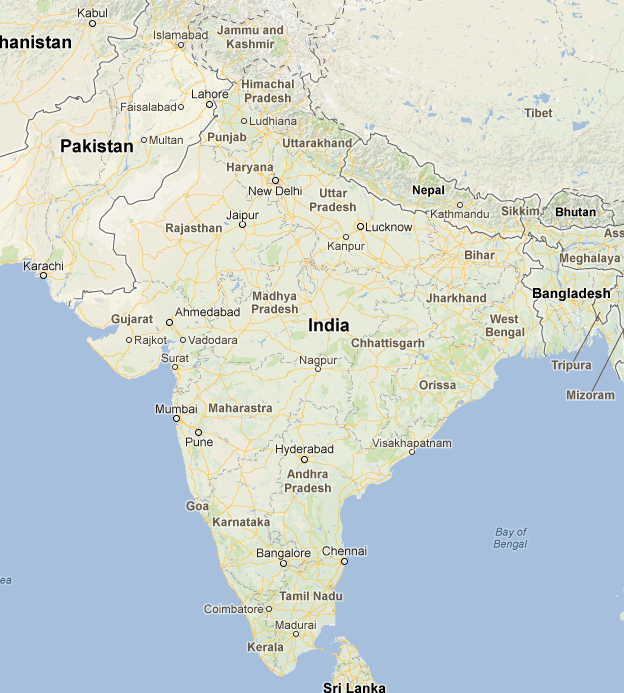 Kabul
hanistan
Islamabad
Jammu and
Kashmir
Himachal
Pradesh
Lahore
Faisalabad
Ludhiana
Tibet
Multan
Pakistan
Punjab
Uttarakhand
Haryana
New Delhi
Nepal
Uttar
Pradesh
Kathmandu
Sikkim
Bhutan
Jaipur
Rajasthan
Lucknow
Kanpur
Ass
Bihar
Meghalaya
Karachi
Bangladesh
Madhya
Pradesh
Jharkhand
Gujarat
Ahmedabad
India
West
Bengal
Rajkot
Vadodara
Chhattisgarh
Surat
Nagpur
Tripura
Orissa
Mizoram
Mumbai
Maharastra
Pune
Visakhapatnam
Hyderabad
Andhra
Pradesh
Goa
Karnataka
Bay of
Bengal
Bangalore
Chennai
ea
Tamil Nadu
Coimbatore
Madurai
Kerala
Sri Lanka